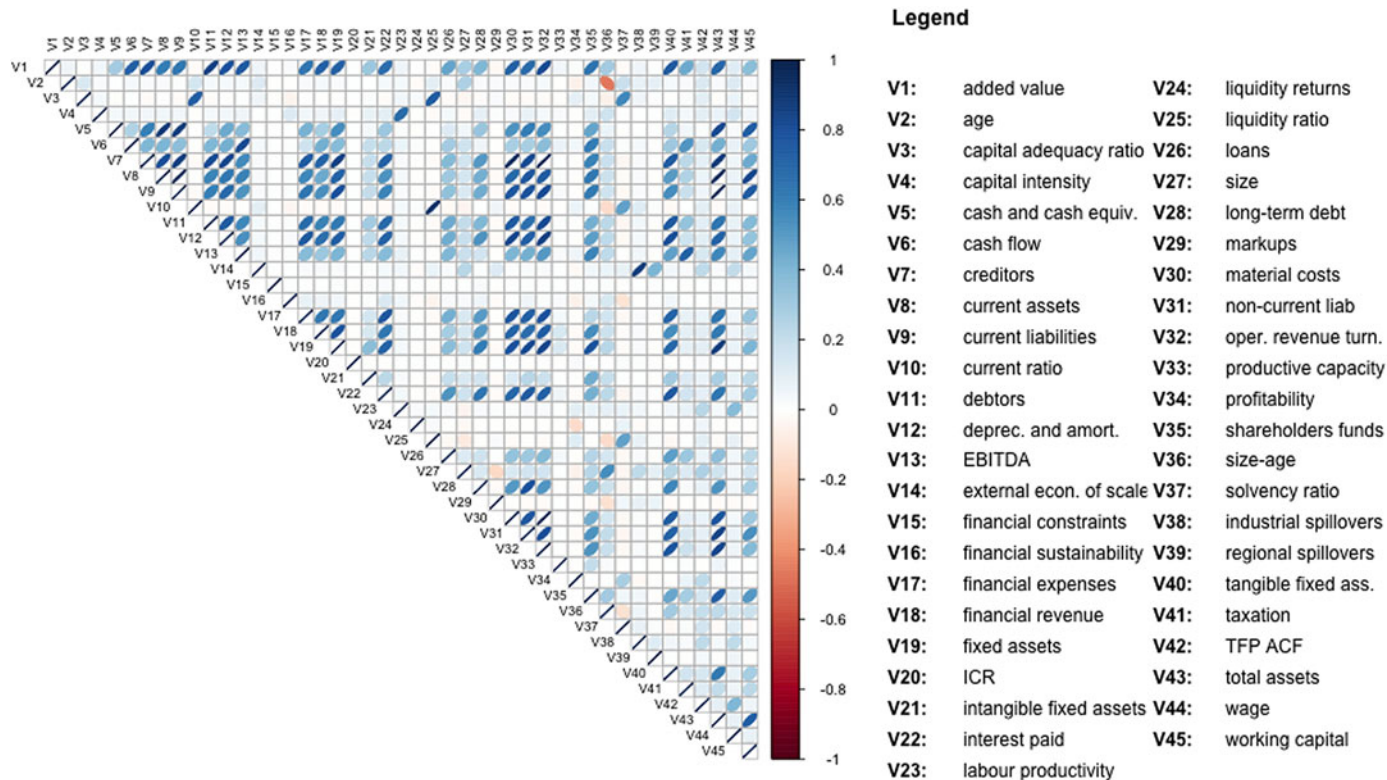 Legend
V1 V2 V3 V4 V5 V6 V7 V8 V9 V10 V11 V12 V13 V14 V15 V16 V17 V18 V19 V20 V21 V22 V23 V24 V25 V26 V27 V28 V29 V30 V31 V32 V33 V34 V35 V36 V37 V38 V39 V40 V41 V42 V43 V44 V45
V1
V2
V3
V4
V5
V6
V7
V8
V9
V10
V11
V12
V13
V14
V15
V16
V17
V18
V19
V20
V21
V22
V23
V24
V25
V26
V27
V28
V29
V30
V31
V32
V33
V34
V35
V36
V37
V38
V39
V40
V41
V42
V43
V44
V45
1
0.8
0.6
0.4
0.2
0
-0.2
-0.4
-0.6
-0.8
-1
V1: added value V24: liquidity returns
V2: age V25: liquidity ratio
V3: capital adequacy ratio V26: loans
V4: capital intensity V27: size
V5: cash and cash equiv. V28: long-term debt
V6: cash flow V29: markups
V7: creditors V30: material costs
V8: current assets V31: non-current liab
V9: current liabilities V32: oper. revenue turn.
V10: current ratio V33: productive capacity
V11: debtors V34: profitability
V12: deprec. and amort. V35: shareholders funds
V13: EBITDA V36: size-age
V14: external econ. of scale V37: solvency ratio
V15: financial constraints V38: industrial spillovers
V16: financial sustainability V39: regional spillovers
V17: financial expenses V40: tangible fixed ass.
V18: financial revenue V41: taxation
V19: fixed assets V42: TFP ACF
V20: ICR V43: total assets
V21: intangible fixed assets V44: wage
V22: interest paid V45: working capital
V23: labour productivity